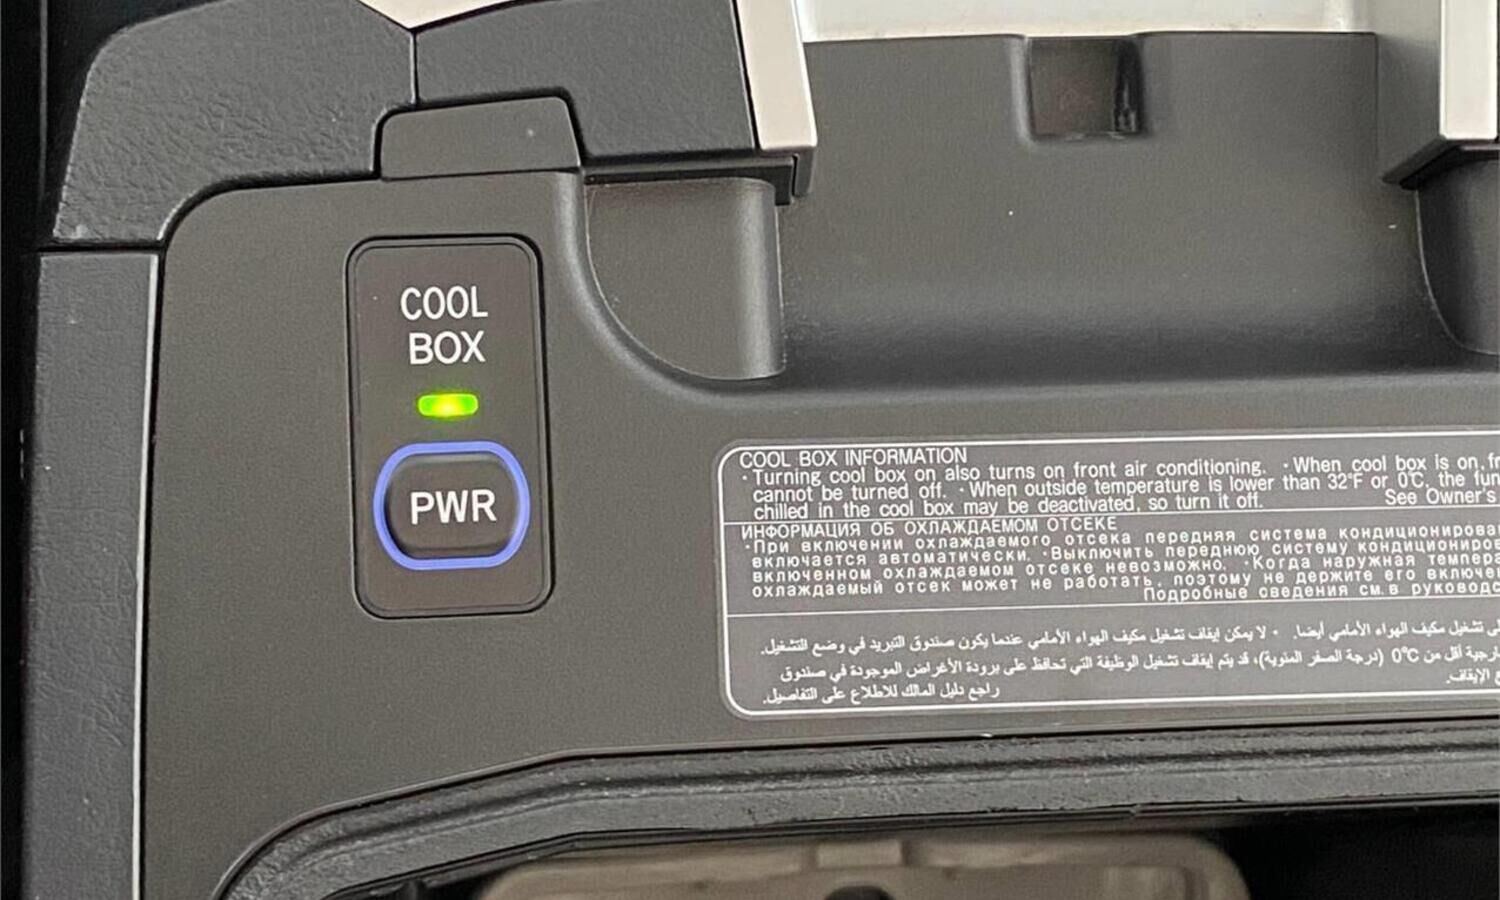 COOL
BOX
PWR
COOL BOX INFORMATION
・Turning cool box on also turns on front air conditioning. ・When cool box is on,
cannot be turned off. ・When outside temperature is lower than 32°F or 0℃, the
chilled in the cool box may be deactivated, so turn it off. See Owner's
ИНФОРМАЦИЯ ОБ ОХЛАЖДАЕМОМ ОТСЕКЕ
・При включении охлаждаемого отсека передняя система
включается автоматически. ・Выключить переднюю систему
включенном охлаждаемом отсеке невозможно. ・Когда наружная
охлаждаемый отсек может не работать, поэтому не держите его
Подробные сведения см. в
تشغيل مكيف الهواء الأمامي أيضا. ・ لا يمكن إيقاف تشغيل مكيف الهواء الأمامي عندما يكون صندوق التبريد في وضع التشغيل.
أقل من 0℃ (درجة الصفر المئوية)، قد يتم إيقاف تشغيل الوظيفة التي تحافظ على برودة الأغراض الموجودة في صندوق
الإيقاف.
راجع دليل المالك للاطلاع على التفاصيل.